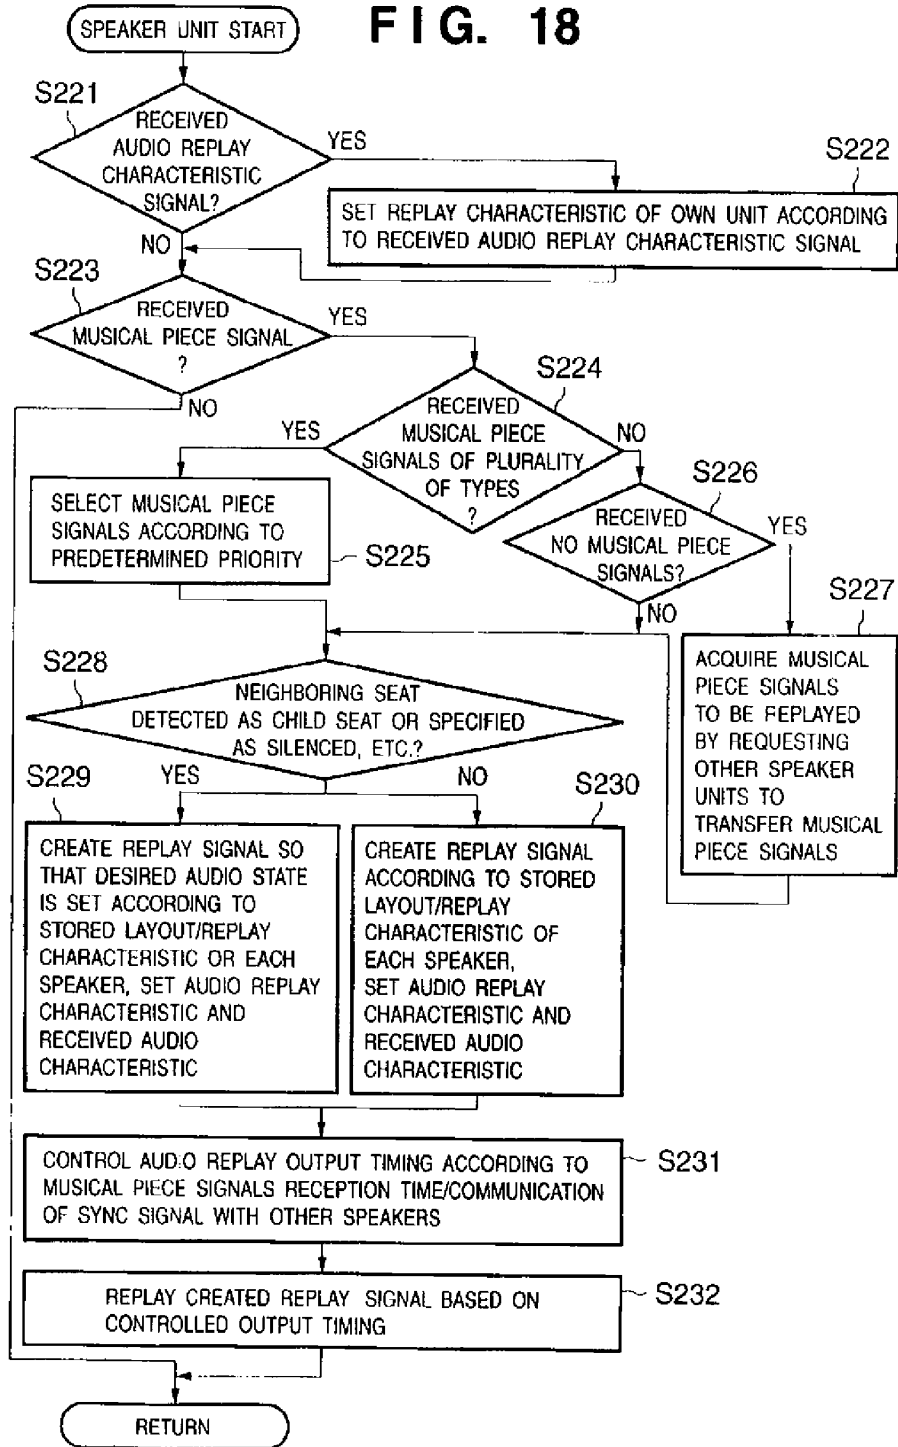 FIG. 18
SPEAKER UNIT START
S221
RECEIVED
AUDIO REPLAY
CHARACTERISTIC
SIGNAL?
YES
NO
S222
SET REPLAY CHARACTERISTIC OF OWN UNIT ACCORDING
TO RECEIVED AUDIO REPLAY CHARACTERISTIC SIGNAL
S223
RECEIVED
MUSICAL PIECE SIGNAL
?
YES
NO
S224
RECEIVED
MUSICAL PIECE
SIGNALS OF PLURALITY
OF TYPES
?
YES
NO
SELECT MUSICAL PIECE
SIGNALS ACCORDING TO
PREDETERMINED PRIORITY
S225
S226
RECEIVED
NO MUSICAL PIECE
SIGNALS?
YES
NO
S227
ACQUIRE MUSICAL
PIECE SIGNALS
TO BE REPLAYED
BY REQUESTING
OTHER SPEAKER
UNITS TO
TRANSFER MUSICAL
PIECE SIGNALS
S228
NEIGHBORING SEAT
DETECTED AS CHILD SEAT OR SPECIFIED
AS SILENCED, ETC.?
YES
NO
S229
CREATE REPLAY SIGNAL SO
THAT DESIRED AUDIO STATE
IS SET ACCORDING TO
STORED LAYOUT/REPLAY
CHARACTERISTIC OR EACH
SPEAKER, SET AUDIO REPLAY
CHARACTERISTIC AND
RECEIVED AUDIO
CHARACTERISTIC
S230
CREATE REPLAY SIGNAL
ACCORDING TO STORED
LAYOUT/REPLAY
CHARACTERISTIC OF
EACH SPEAKER,
SET AUDIO REPLAY
CHARACTERISTIC AND
RECEIVED AUDIO
CHARACTERISTIC
CONTROL AUDIO REPLAY OUTPUT TIMING ACCORDING TO
MUSICAL PIECE SIGNALS RECEPTION TIME/COMMUNICATION
OF SYNC SIGNAL WITH OTHER SPEAKERS
S231
REPLAY CREATED REPLAY SIGNAL BASED ON
CONTROLLED OUTPUT TIMING
S232
RETURN